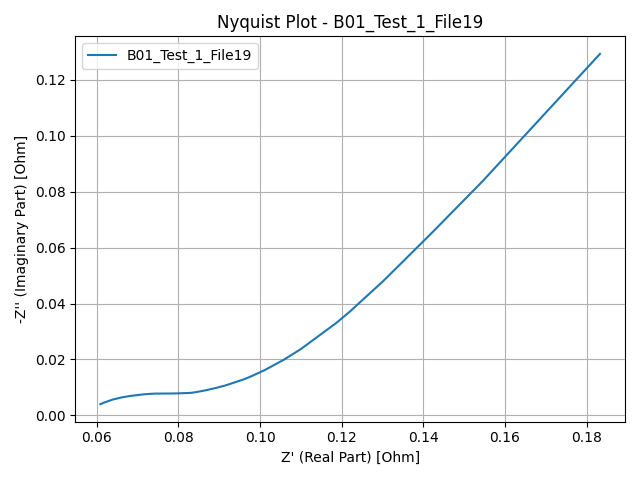 Nyquist Plot - B01_Test_1_File19
B01_Test_1_File19
-Z'' (Imaginary Part) [Ohm]
0.12
0.10
0.08
0.06
0.04
0.02
0.00
0.06 0.08 0.10 0.12 0.14 0.16 0.18
Z' (Real Part) [Ohm]